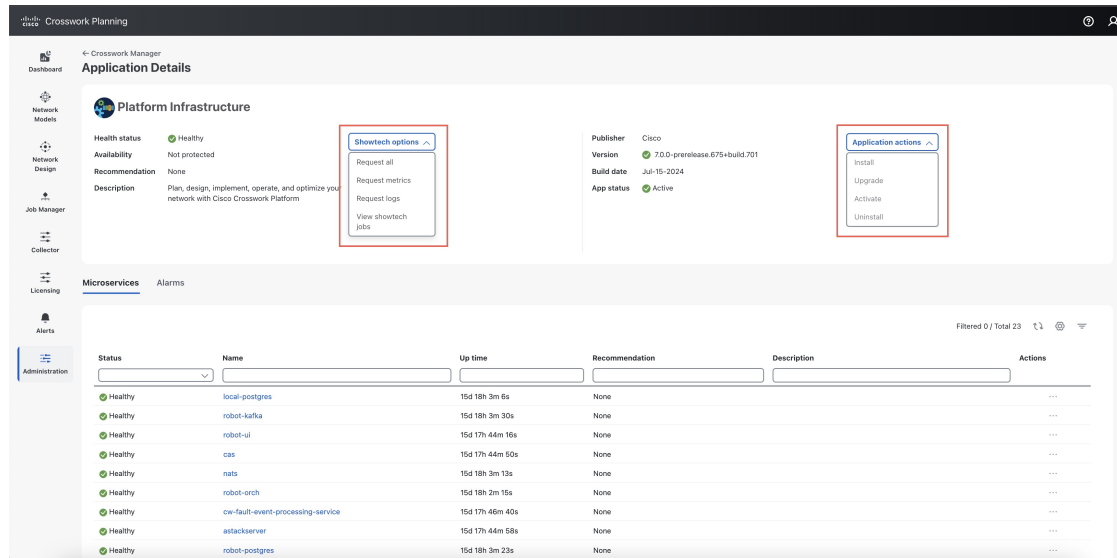 cisco Crosswork Planning
Dashboard
Network
Models
Network
Design
Job Manager
Collector
Licensing
Alerts
Administration
← Crosswork Manager
Application Details
Platform Infrastructure
Health status Healthy
Availability Not protected
Recommendation None
Description Plan, design, implement, operate, and optimize your
network with Cisco Crosswork Platform
Showtech options
Request all
Request metrics
Request logs
View showtech
jobs
Publisher Cisco
Version 7.0.0-prerelease.675+build.701
Build date Jul-15-2024
App status Active
Application actions
Install
Upgrade
Activate
Uninstall
Microservices Alarms
Filtered 0 / Total 23
Status Name Up time Recommendation Description Actions
Healthy local-postgres 15d 18h 3m 6s None ...
Healthy robot-kafka 15d 18h 3m 30s None ...
Healthy robot-ui 15d 17h 44m 16s None ...
Healthy cas 15d 17h 44m 50s None ...
Healthy nats 15d 18h 3m 13s None ...
Healthy robot-orch 15d 18h 2m 15s None ...
Healthy cw-fault-event-processing-service 15d 17h 46m 40s None ...
Healthy astackserver 15d 17h 44m 58s None ...
Healthy robot-postgres 15d 18h 3m 23s None ...